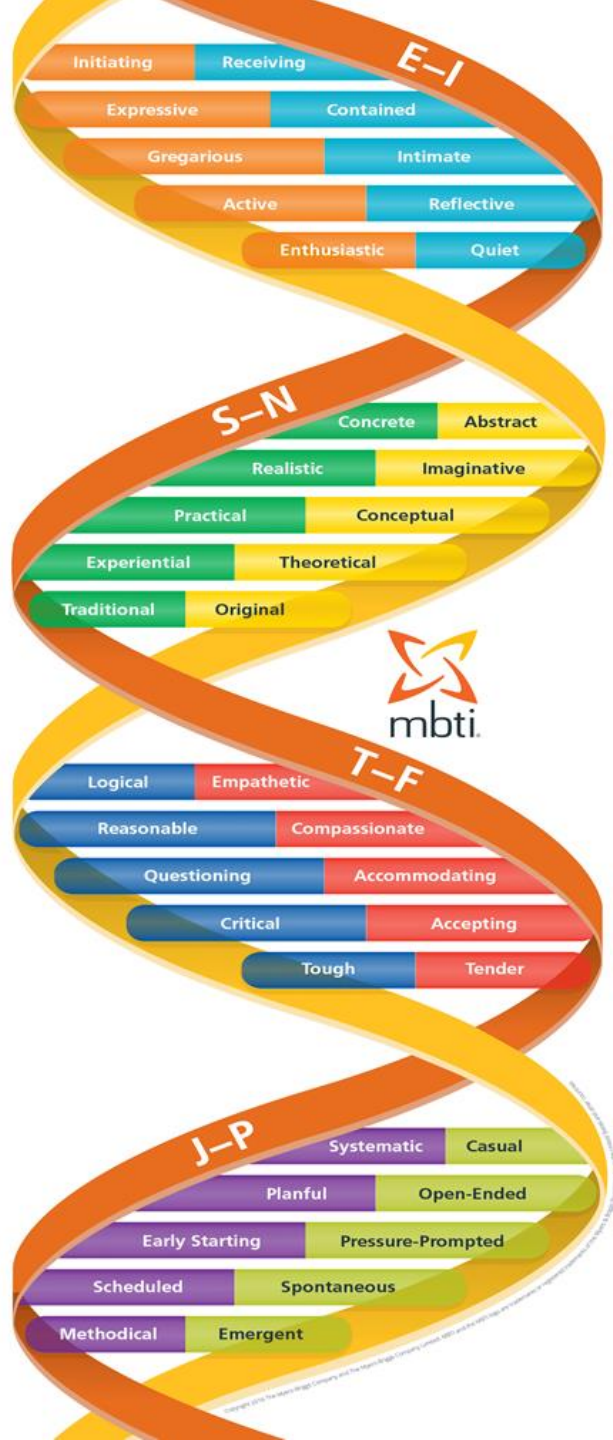 E–I
Initiating Receiving
Expressive Contained
Gregarious Intimate
Active Reflective
Enthusiastic Quiet
S–N
Concrete Abstract
Realistic Imaginative
Practical Conceptual
Experiential Theoretical
Traditional Original
mbti.
T–F
Logical Empathetic
Reasonable Compassionate
Questioning Accommodating
Critical Accepting
Tough Tender
J–P
Systematic Casual
Planful Open-Ended
Early Starting Pressure-Prompted
Scheduled Spontaneous
Methodical Emergent